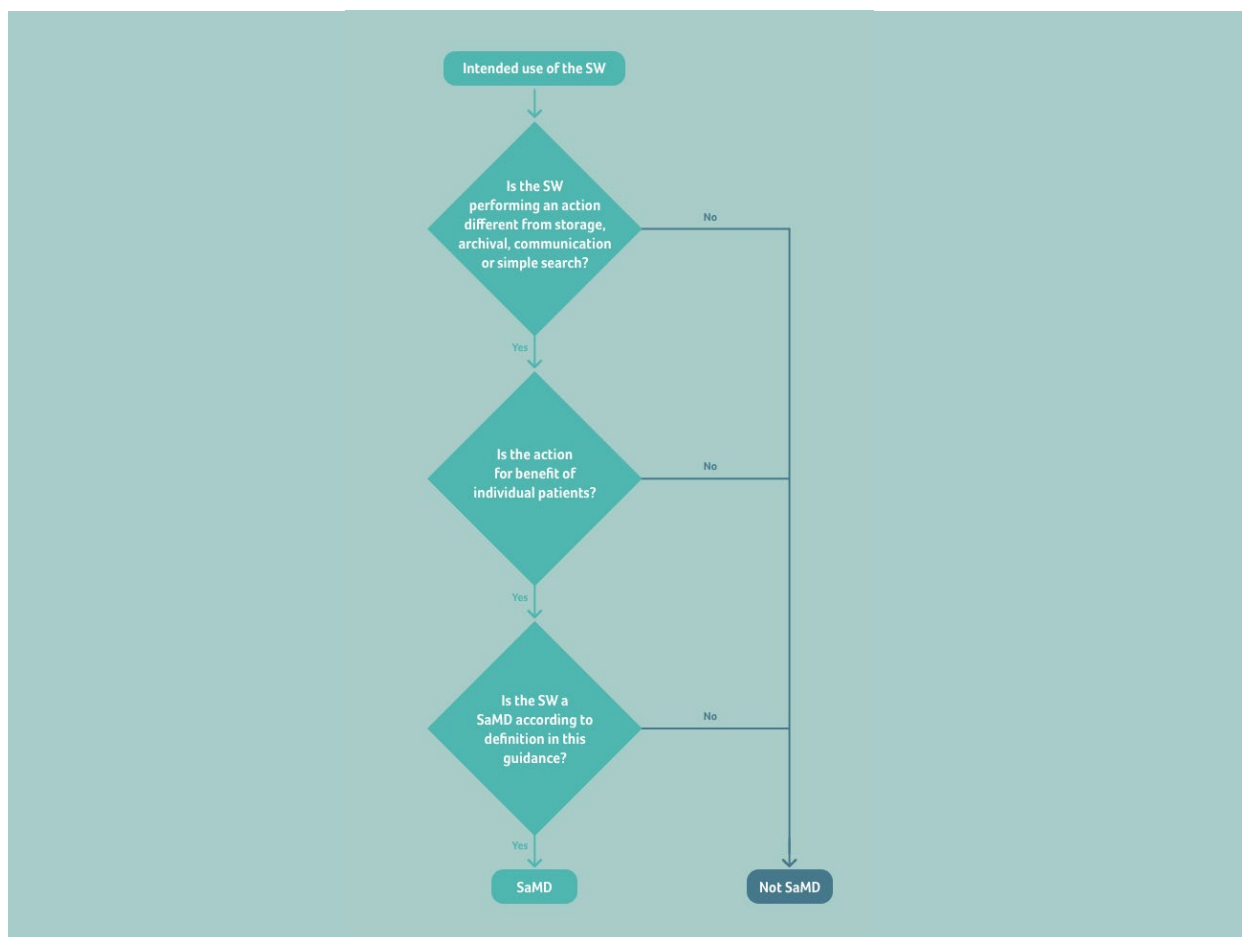 Intended use of the SW
Is the SW
performing an action
different from storage,
archival, communication
or simple search?
No
Yes
Is the action
for benefit of
individual patients?
No
Yes
Is the SW a
SaMD according to
definition in this
guidance?
No
Yes
SaMD
Not SaMD